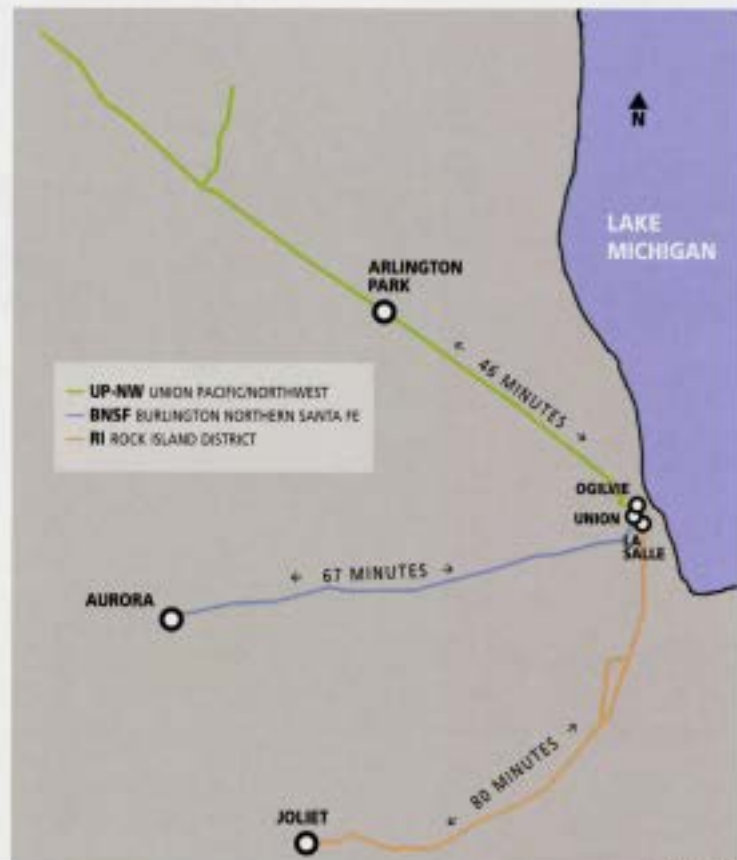 N
LAKE
MICHIGAN
ARLINGTON
PARK
← 46 MINUTES →
UP-NW UNION PACIFIC/NORTHWEST
BNSF BURLINGTON NORTHERN SANTA FE
RI ROCK ISLAND DISTRICT
OGILVIE
UNION
LA
SALLE
← 67 MINUTES →
AURORA
← 80 MINUTES →
JOLIET